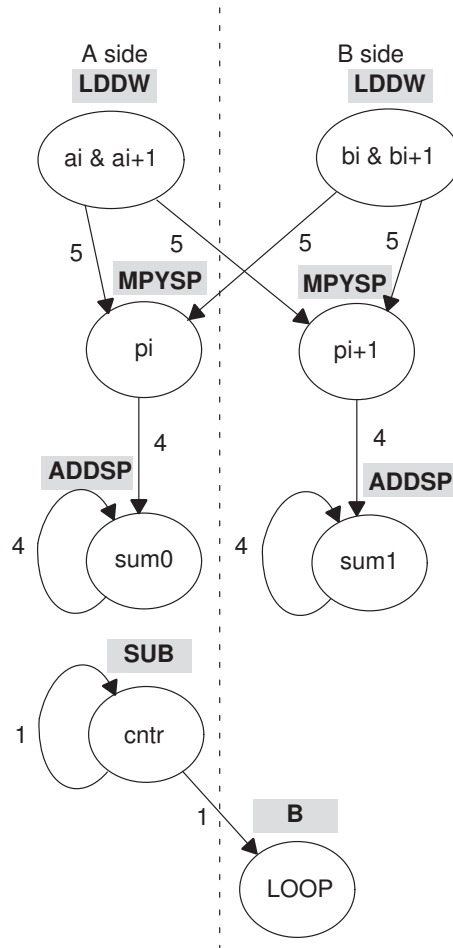 A side
B side
LDDW
LDDW
ai & ai+1
bi & bi+1
5
5
5
5
MPYSP
MPYSP
pi
pi+1
4
4
ADDSP
ADDSP
4
sum0
4
sum1
SUB
1
cntr
1
B
LOOP